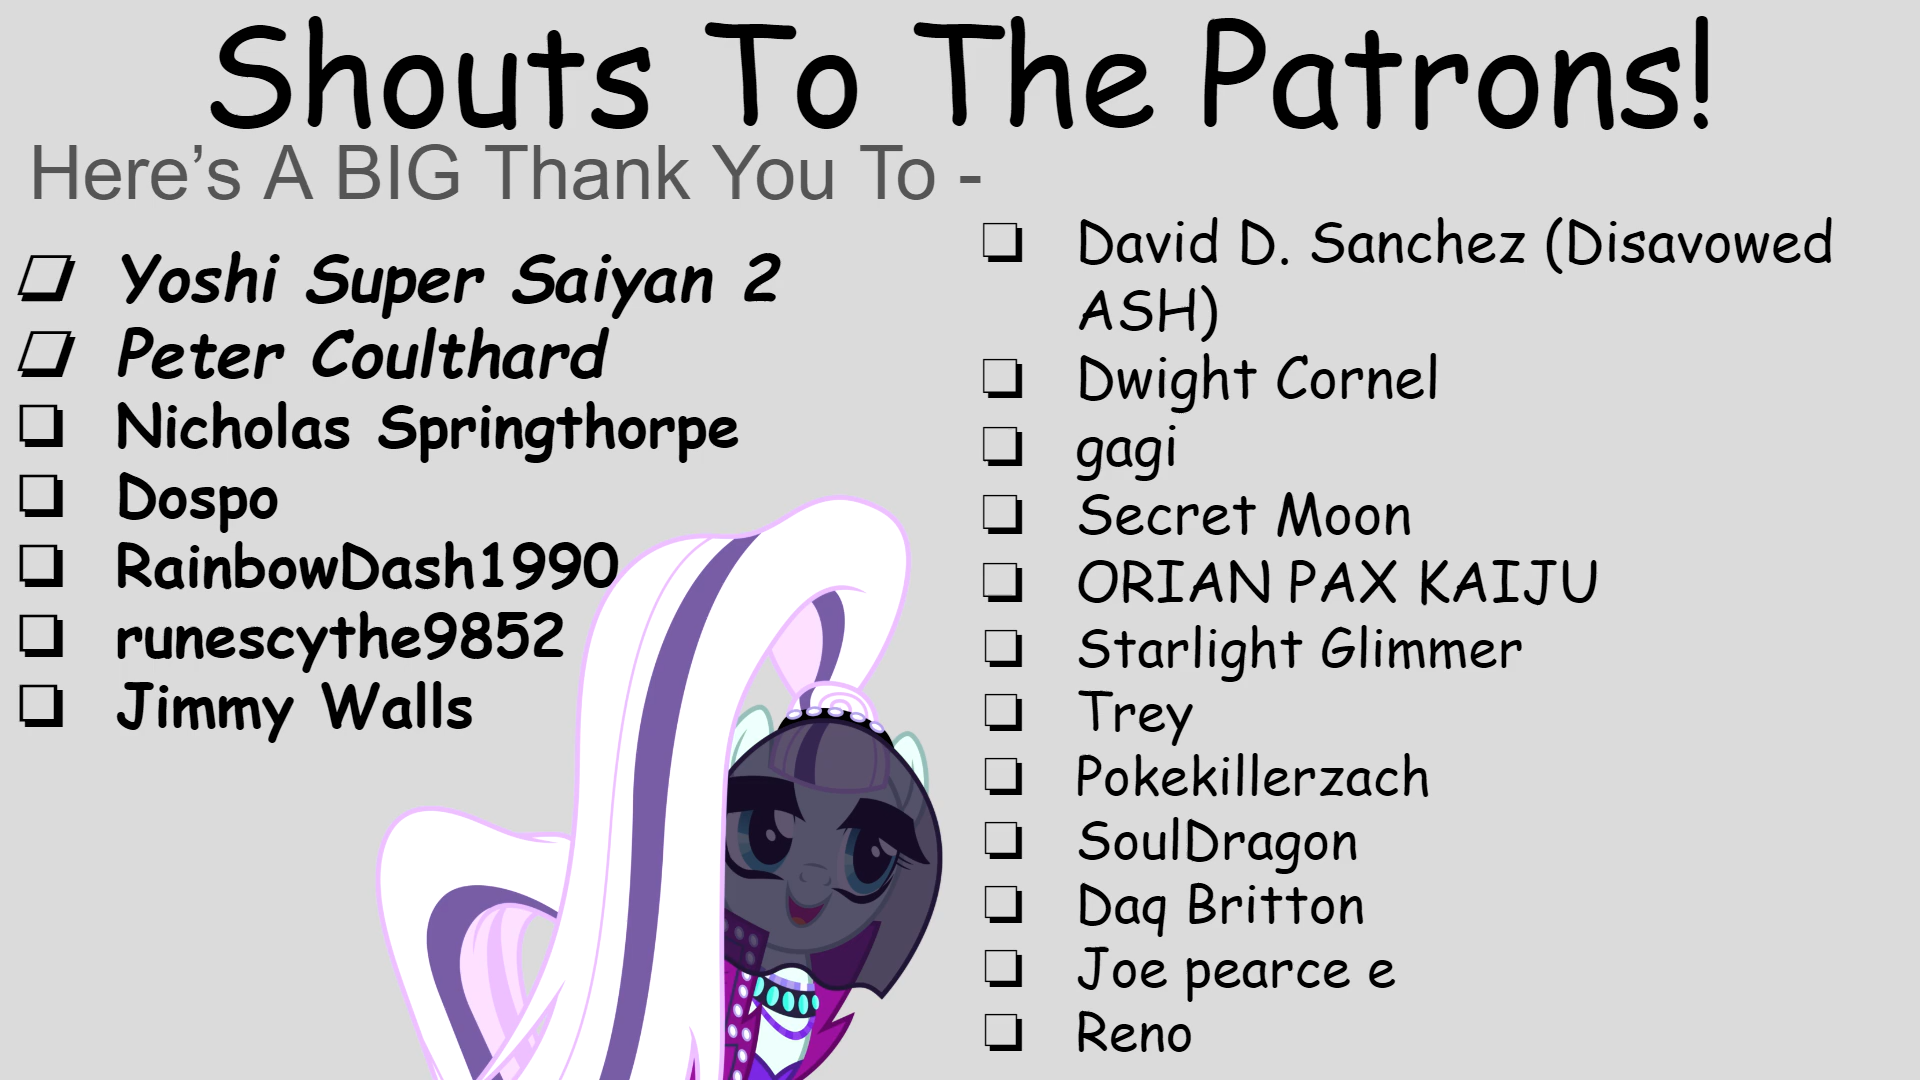 Shouts To The Patrons!
Here’s A BIG Thank You To -
❏ Yoshi Super Saiyan 2
❏ Peter Coulthard
❏ Nicholas Springthorpe
❏ Dospo
❏ RainbowDash1990
❏ runescythe9852
❏ Jimmy Walls
❏ David D. Sanchez (Disavowed
ASH)
❏ Dwight Cornel
❏ gagi
❏ Secret Moon
❏ ORIAN PAX KAIJU
❏ Starlight Glimmer
❏ Trey
❏ Pokekillerzach
❏ SoulDragon
❏ Daq Britton
❏ Joe pearce e
❏ Reno